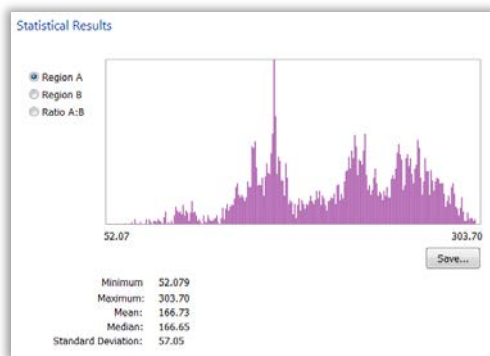 Statistical Results
Region A
Region B
Ratio A:B
52.07 303.70
Save...
Minimum 52.079
Maximum: 303.70
Mean: 166.73
Median: 166.65
Standard Deviation: 57.05